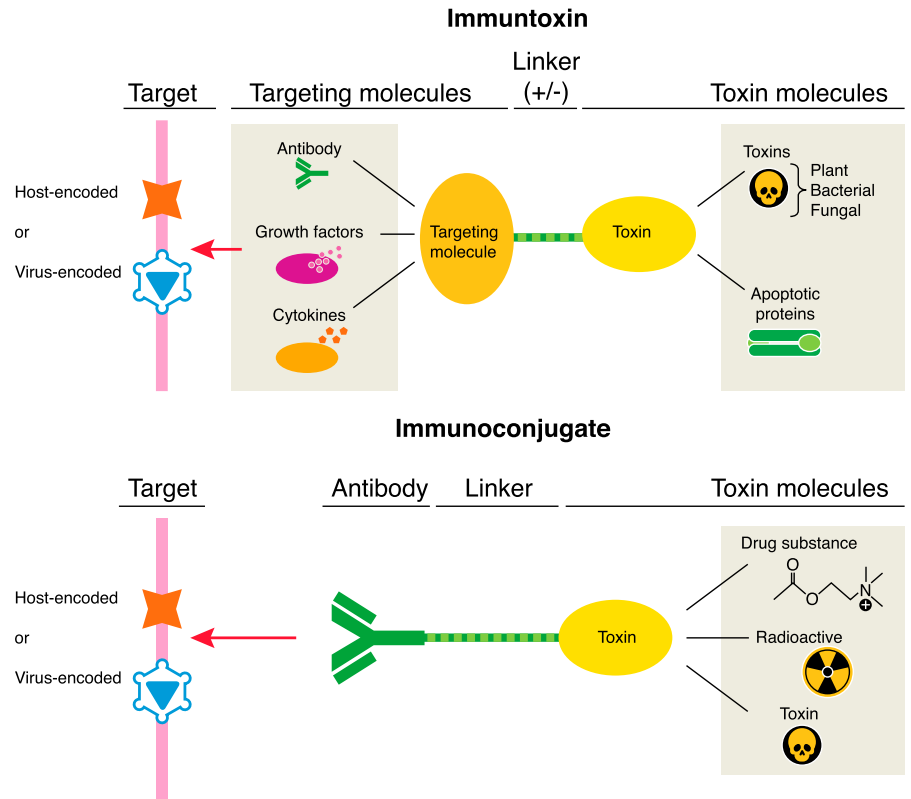 Immuntoxin
Target
Targeting molecules
Linker
(+/-)
Toxin molecules
Host-encoded
or
Virus-encoded
Antibody
Growth factors
Cytokines
Targeting
molecule
Toxin
Toxins
Plant
Bacterial
Fungal
Apoptotic
proteins
Immunoconjugate
Target
Antibody
Linker
Toxin molecules
Host-encoded
or
Virus-encoded
Toxin
Drug substance
O
O
N
+
Radioactive
Toxin